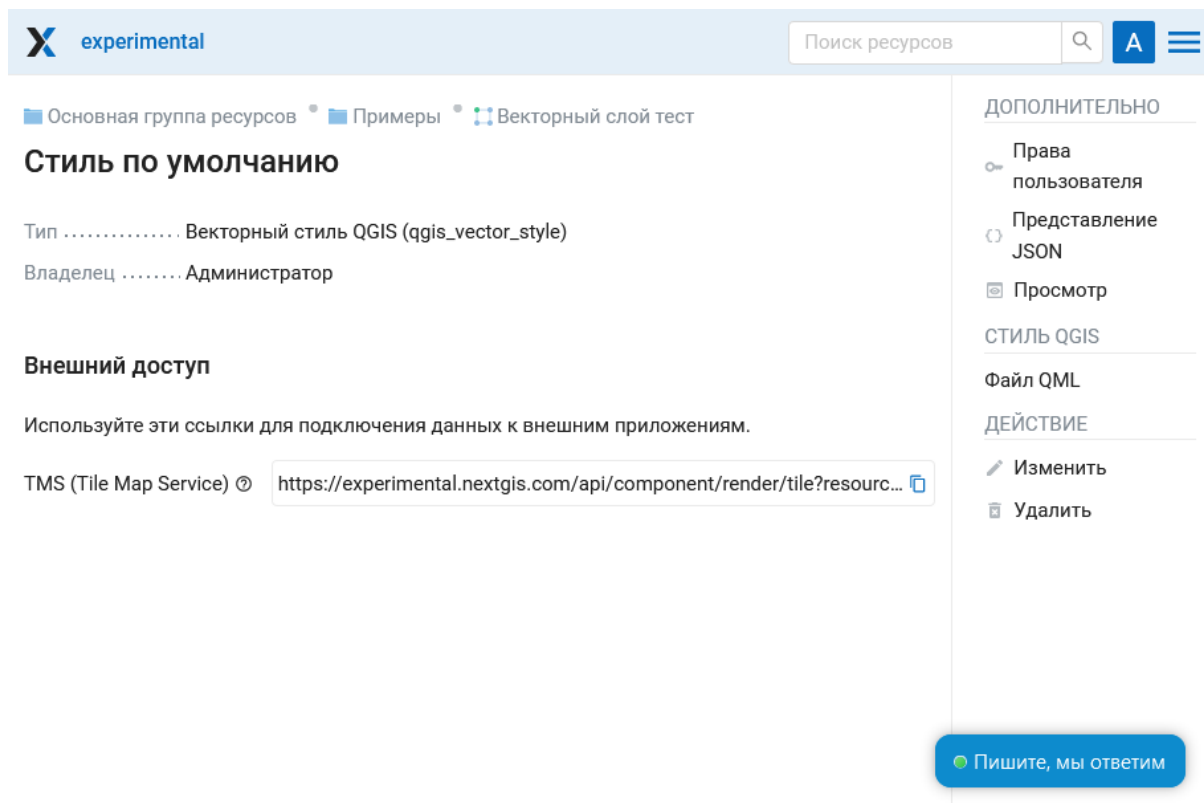 experimental
Поиск ресурсов
A
Основная группа ресурсов
Примеры
Векторный слой тест
Стиль по умолчанию
Тип .............. Векторный стиль QGIS (qgis_vector_style)
Владелец ........ Администратор
Внешний доступ
Используйте эти ссылки для подключения данных к внешним приложениям.
TMS (Tile Map Service) https://experimental.nextgis.com/api/component/render/tile?resourc...
ДОПОЛНИТЕЛЬНО
Права
пользователя
Представление
JSON
Просмотр
СТИЛЬ QGIS
Файл QML
ДЕЙСТВИЕ
Изменить
Удалить
Пишите, мы ответим